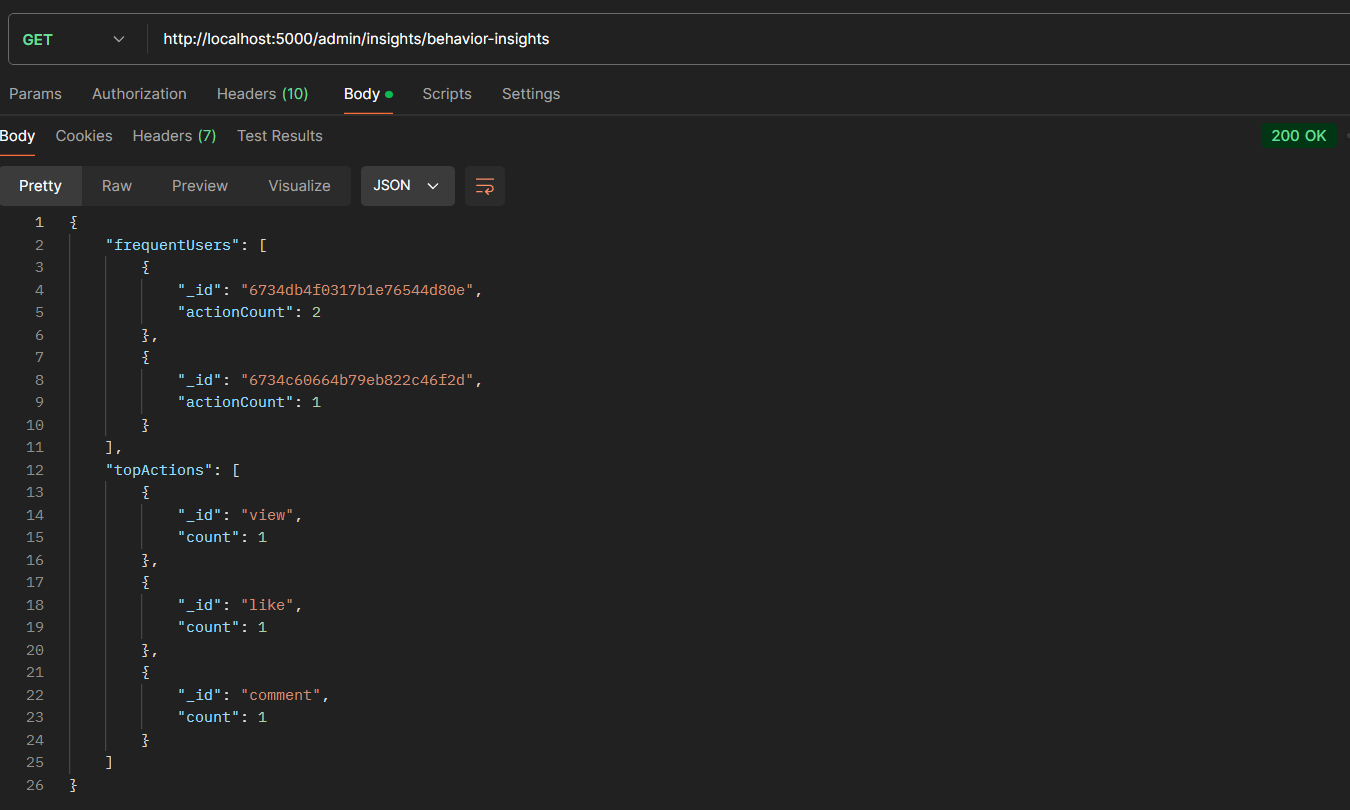 GET http://localhost:5000/admin/insights/behavior-insights
Params Authorization Headers (10) Body Scripts Settings
Body Cookies Headers (7) Test Results 200 OK
Pretty Raw Preview Visualize JSON
1 {
2 "frequentUsers": [
3 {
4 "_id": "6734db4f0317b1e76544d80e",
5 "actionCount": 2
6 },
7 {
8 "_id": "6734c60664b79eb822c46f2d",
9 "actionCount": 1
10 }
11 ],
12 "topActions": [
13 {
14 "_id": "view",
15 "count": 1
16 },
17 {
18 "_id": "like",
19 "count": 1
20 },
21 {
22 "_id": "comment",
23 "count": 1
24 }
25 ]
26 }